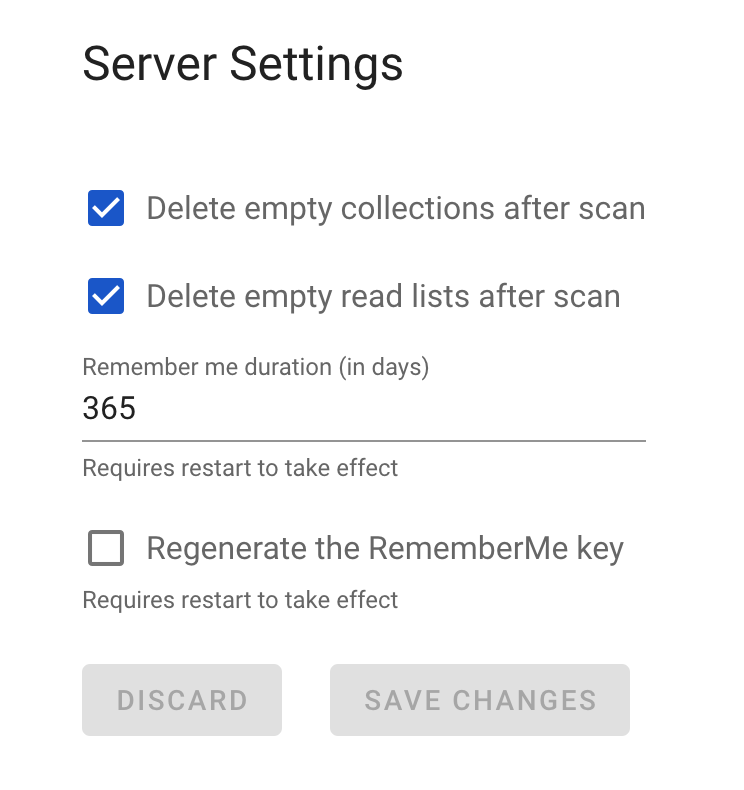 Server Settings
Delete empty collections after scan
Delete empty read lists after scan
Remember me duration (in days)
365
Requires restart to take effect
Regenerate the RememberMe key
Requires restart to take effect
DISCARD SAVE CHANGES